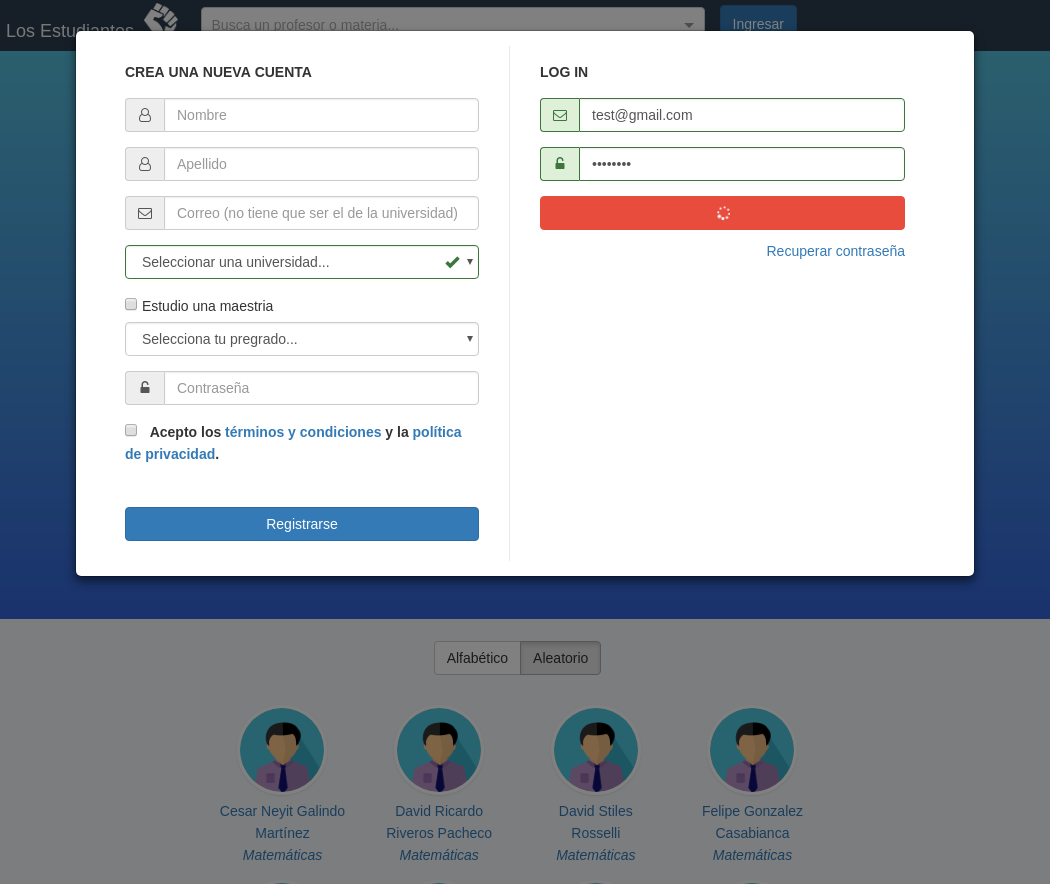 Los Estudiantes
Busca un profesor o materia...
Ingresar
CREA UNA NUEVA CUENTA
Nombre
Apellido
Correo (no tiene que ser el de la universidad)
Seleccionar una universidad...
Estudio una maestria
Selecciona tu pregrado...
Contraseña
Acepto los términos y condiciones y la política
de privacidad.
Registrarse
LOG IN
test@gmail.com
••••••••
Recuperar contraseña
Alfabético
Aleatorio
Cesar Neyit Galindo
Martínez
Matemáticas
David Ricardo
Riveros Pacheco
Matemáticas
David Stiles
Rosselli
Matemáticas
Felipe Gonzalez
Casabianca
Matemáticas